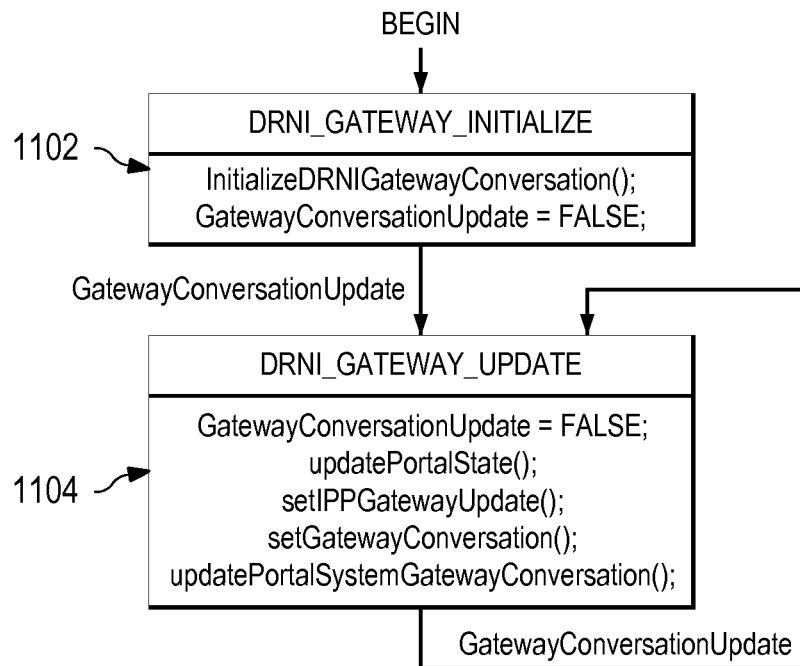 BEGIN
DRNI_GATEWAY_INITIALIZE
1102
InitializeDRNIGatewayConversation();
GatewayConversationUpdate = FALSE;
GatewayConversationUpdate
DRNI_GATEWAY_UPDATE
GatewayConversationUpdate = FALSE;
updatePortalState();
1104
setIPPGatewayUpdate();
setGatewayConversation();
updatePortalSystemGatewayConversation();
GatewayConversationUpdate